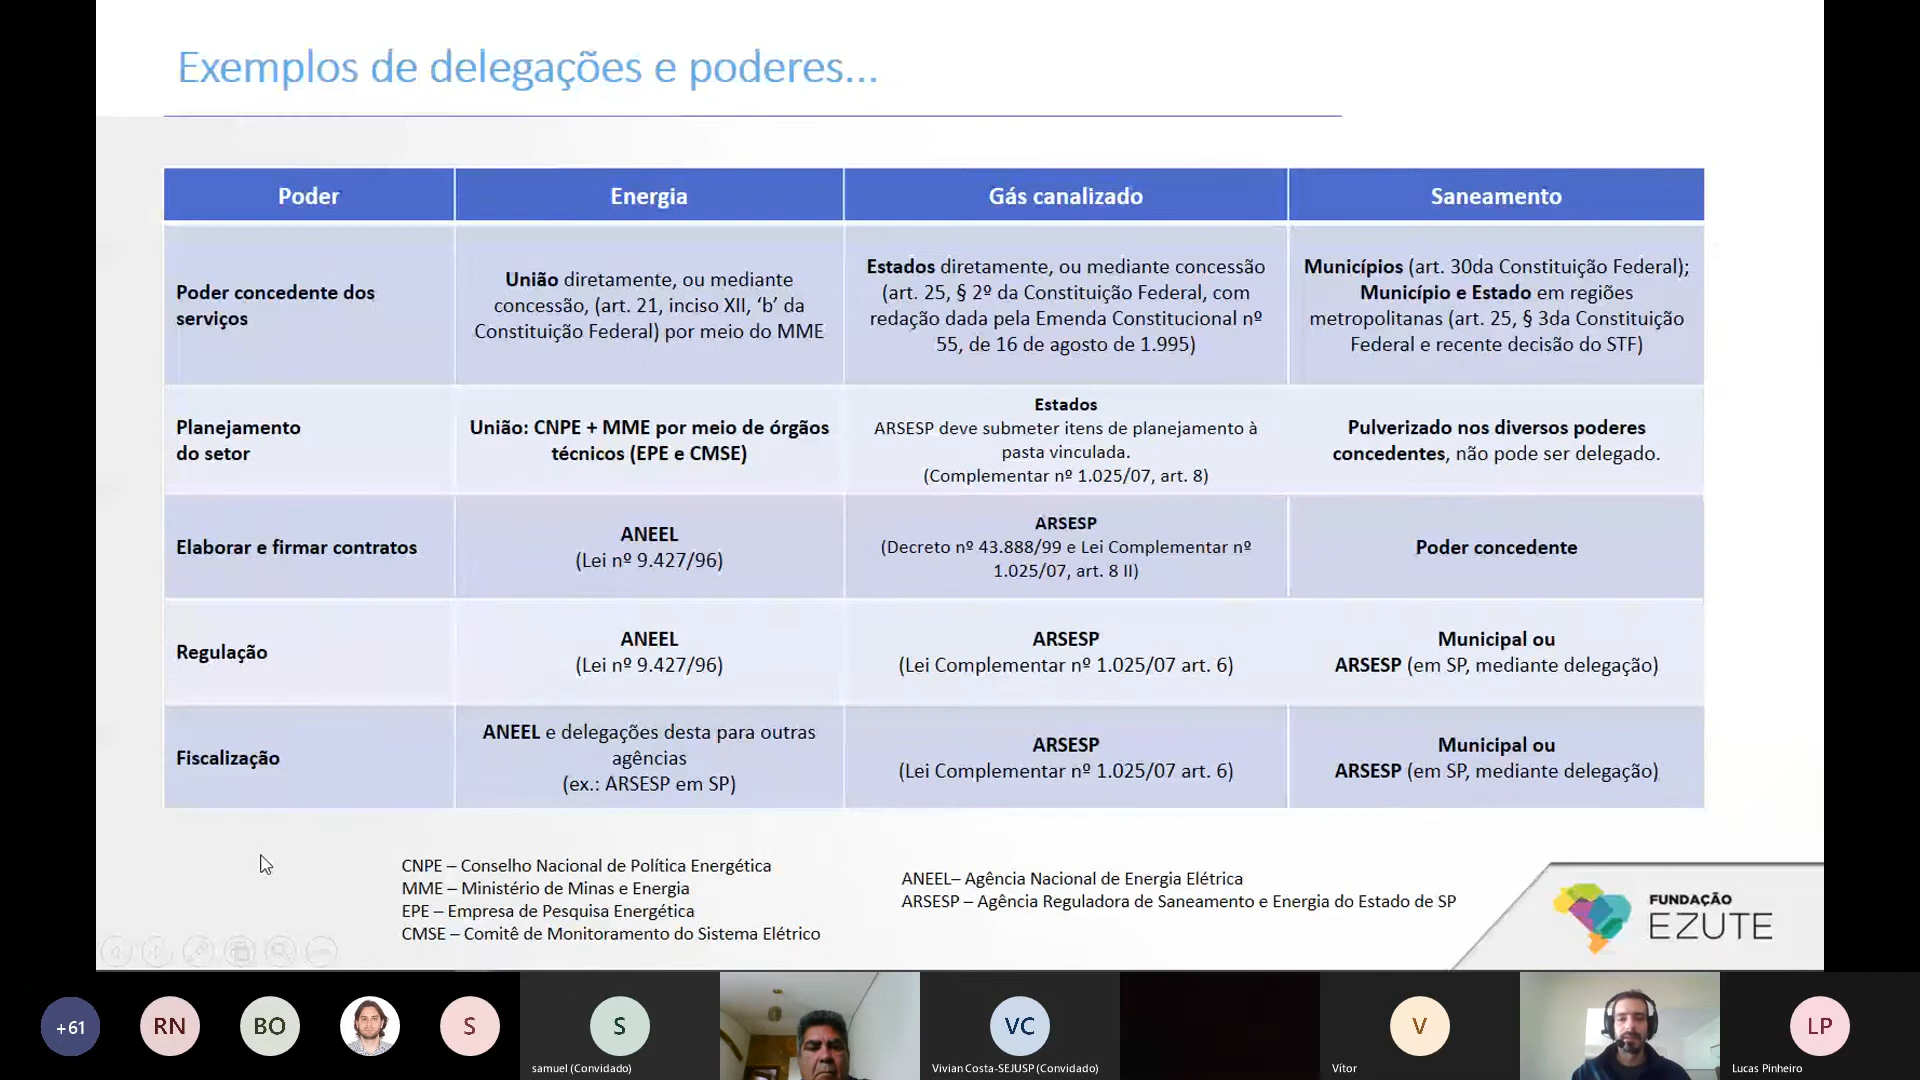 Exemplos de delegações e poderes...
Poder
Energia
Gás canalizado
Saneamento
Poder concedente dos
serviços
União diretamente, ou mediante
concessão, (art. 21, inciso XII, ‘b’ da
Constituição Federal) por meio do MME
Estados diretamente, ou mediante concessão
(art. 25, § 2º da Constituição Federal, com
redação dada pela Emenda Constitucional nº
55, de 16 de agosto de 1.995)
Municípios (art. 30da Constituição Federal);
Município e Estado em regiões
metropolitanas (art. 25, § 3da Constituição
Federal e recente decisão do STF)
Planejamento
do setor
União: CNPE + MME por meio de órgãos
técnicos (EPE e CMSE)
Estados
ARSESP deve submeter itens de planejamento à
pasta vinculada.
(Complementar nº 1.025/07, art. 8)
Pulverizado nos diversos poderes
concedentes, não pode ser delegado.
Elaborar e firmar contratos
ANEEL
(Lei nº 9.427/96)
ARSESP
(Decreto nº 43.888/99 e Lei Complementar nº
1.025/07, art. 8 II)
Poder concedente
Regulação
ANEEL
(Lei nº 9.427/96)
ARSESP
(Lei Complementar nº 1.025/07 art. 6)
Municipal ou
ARSESP (em SP, mediante delegação)
Fiscalização
ANEEL e delegações desta para outras
agências
(ex.: ARSESP em SP)
ARSESP
(Lei Complementar nº 1.025/07 art. 6)
Municipal ou
ARSESP (em SP, mediante delegação)
CNPE – Conselho Nacional de Política Energética
MME – Ministério de Minas e Energia
EPE – Empresa de Pesquisa Energética
CMSE – Comitê de Monitoramento do Sistema Elétrico
ANEEL– Agência Nacional de Energia Elétrica
ARSESP – Agência Reguladora de Saneamento e Energia do Estado de SP
FUNDAÇÃO
EZUTE
+61
RN
BO
S
S
samuel (Convidado)
VC
Vivian Costa-SEJUSP (Convidado)
V
Vítor
LP
Lucas Pinheiro